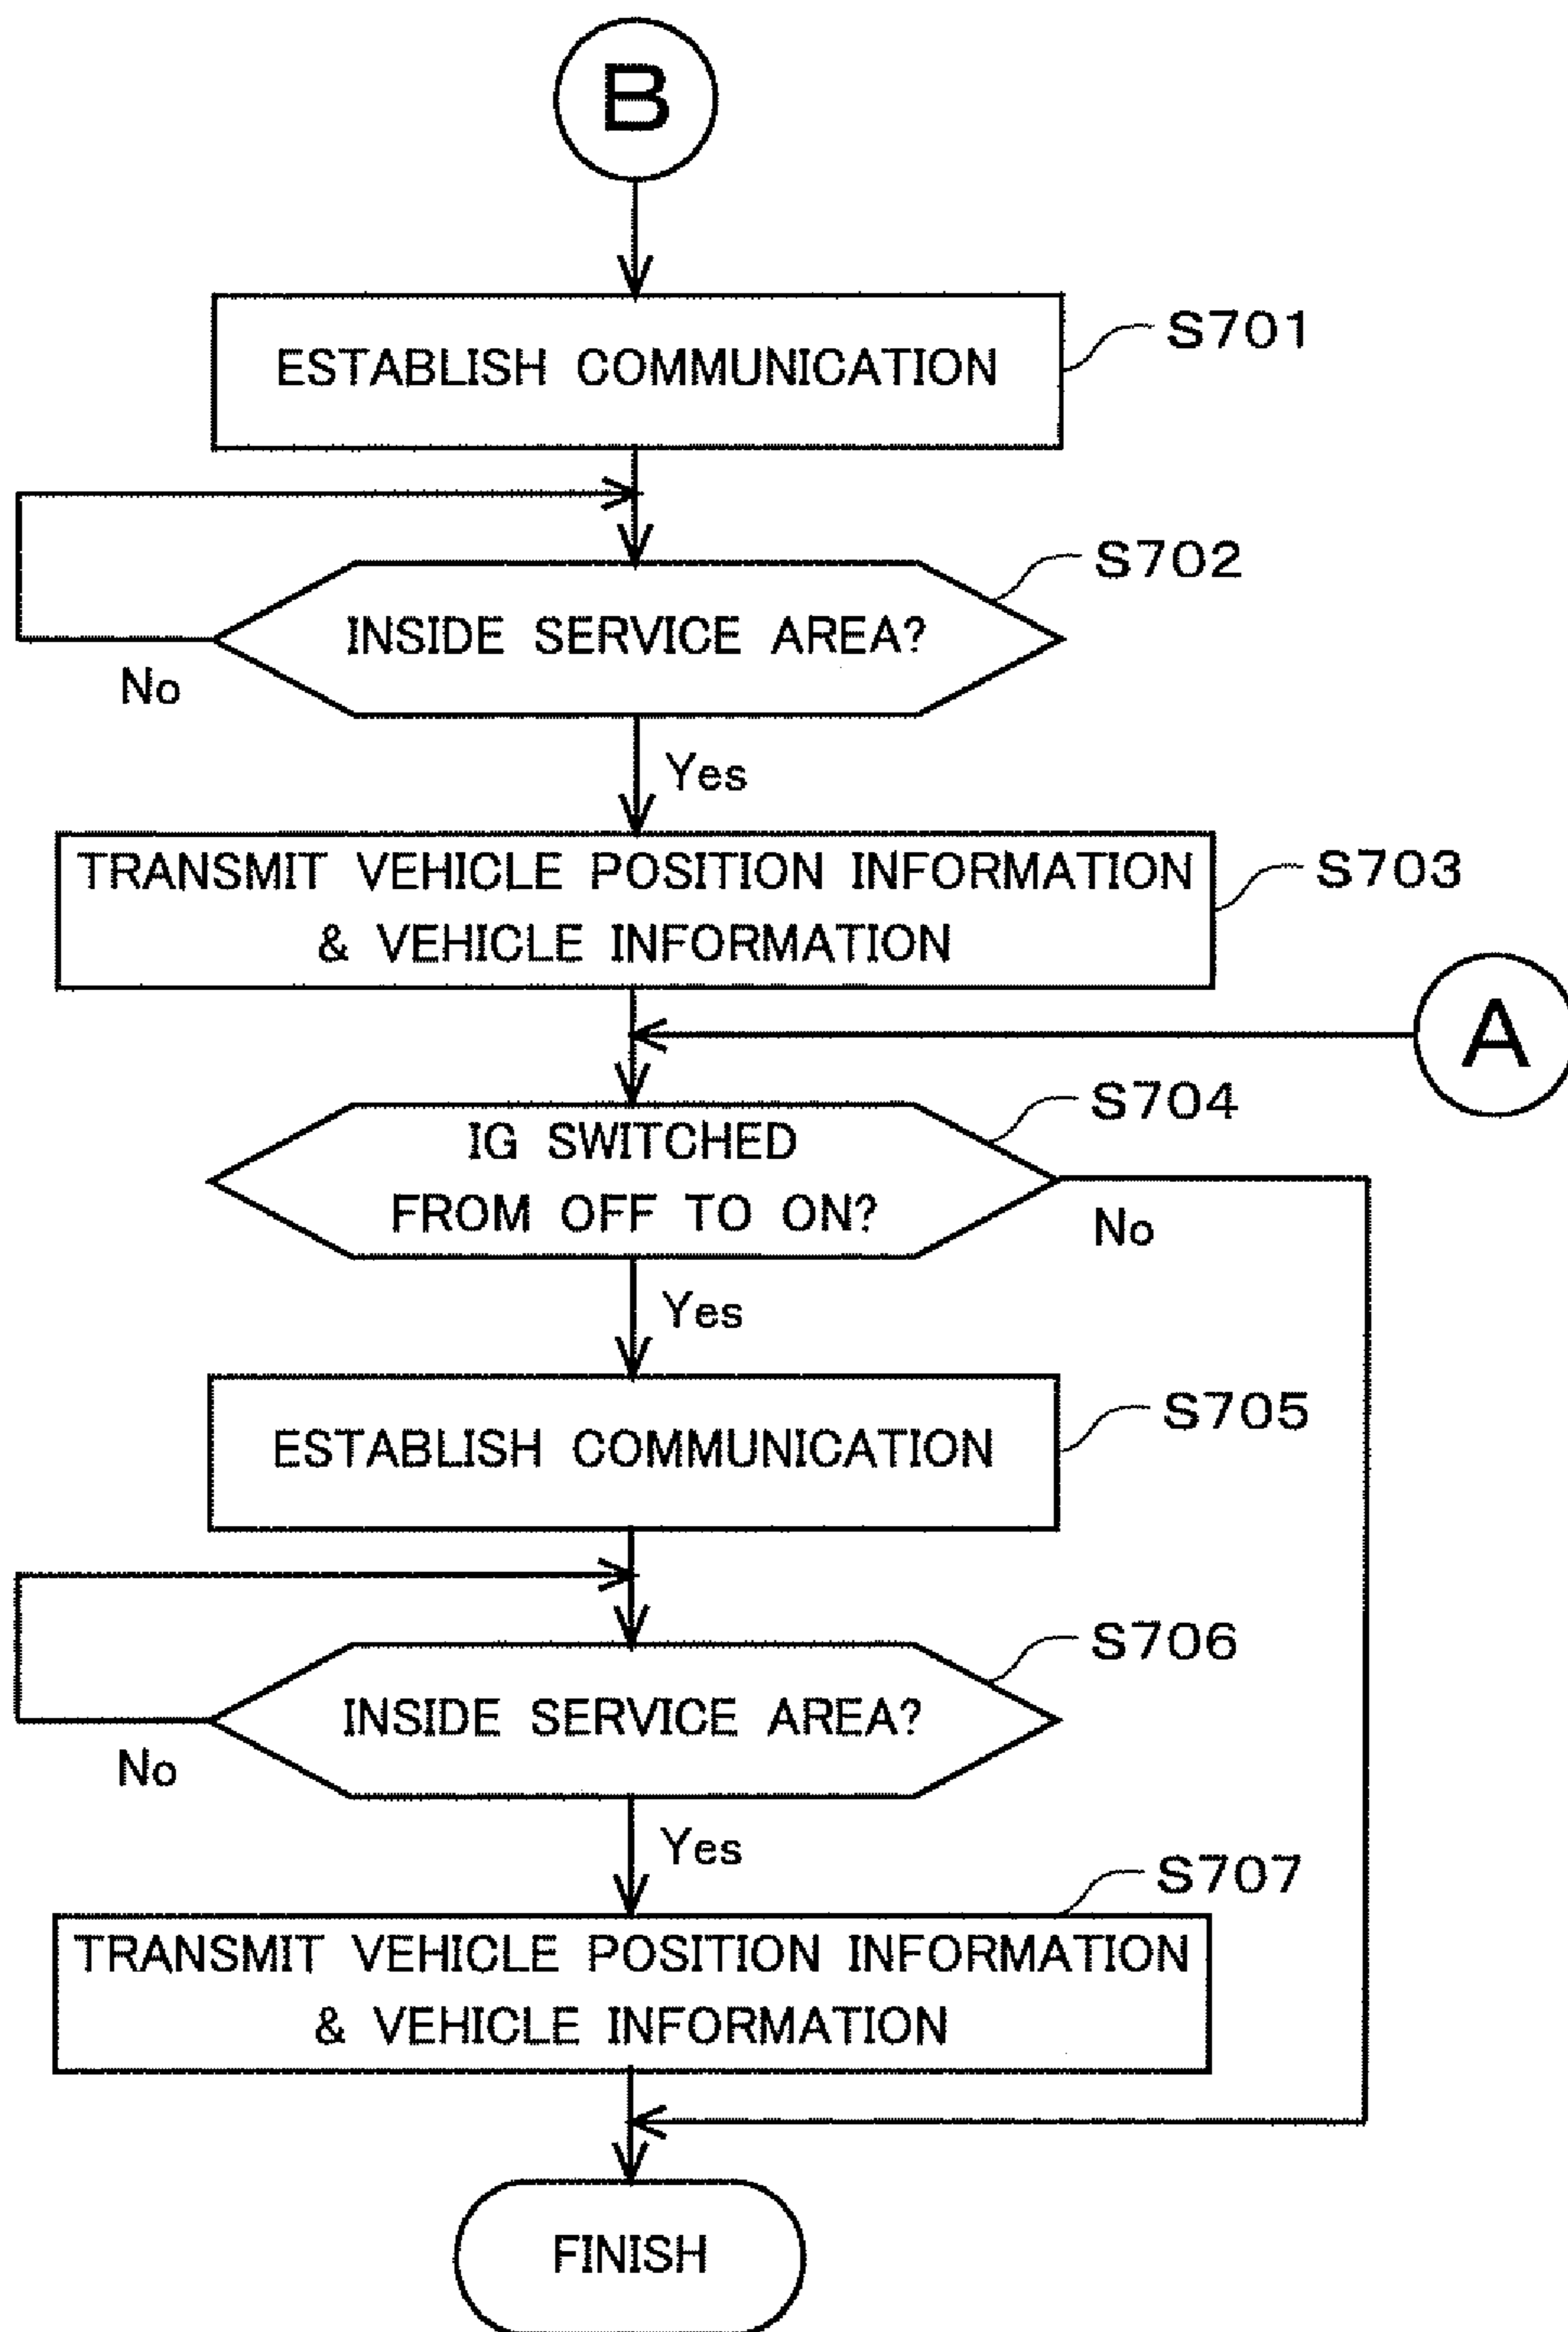 B
ESTABLISH COMMUNICATION
S701
S702
INSIDE SERVICE AREA?
No
Yes
TRANSMIT VEHICLE POSITION INFORMATION
& VEHICLE INFORMATION
S703
A
S704
IG SWITCHED
FROM OFF TO ON?
No
Yes
S705
ESTABLISH COMMUNICATION
S706
INSIDE SERVICE AREA?
No
Yes
S707
TRANSMIT VEHICLE POSITION INFORMATION
& VEHICLE INFORMATION
FINISH